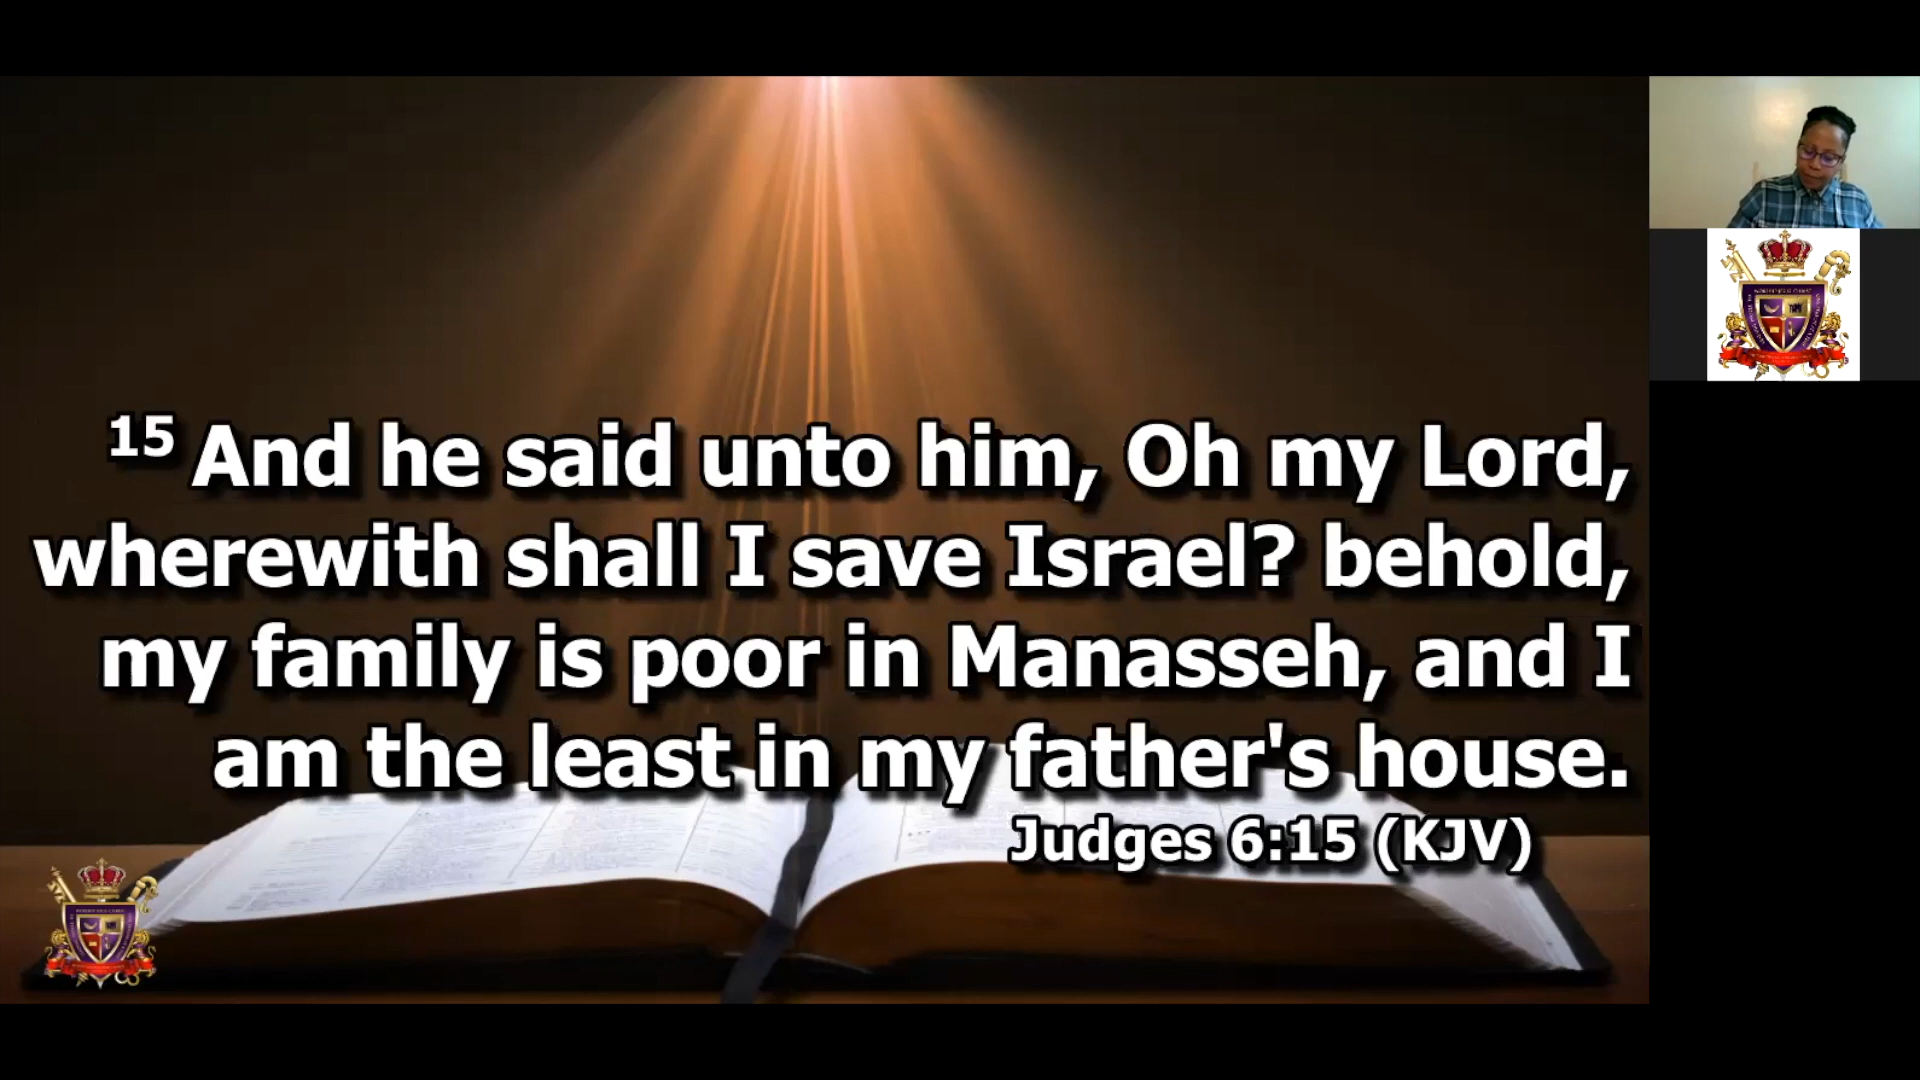 15 And he said unto him, Oh my Lord,
wherewith shall I save Israel? behold,
my family is poor in Manasseh, and I
am the least in my father's house.
Judges 6:15 (KJV)